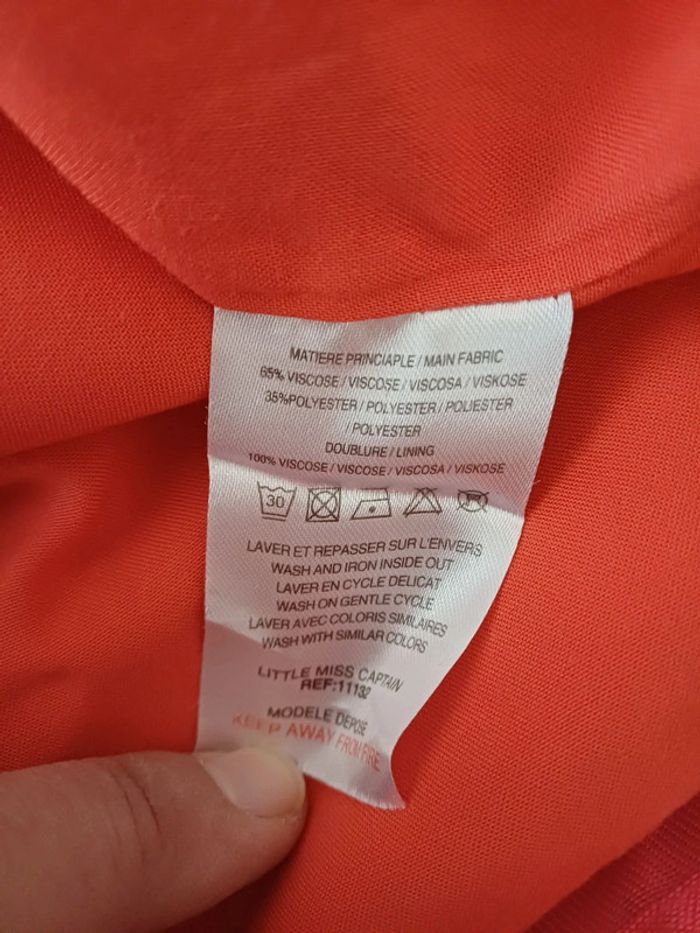 MATIERE PRINCIAPLE / MAIN FABRIC
65% VISCOSE / VISCOSE / VISCOSA / VISKOSE
35%POLYESTER / POLYESTER / POLIESTER
/ POLYESTER
DOUBLURE / LINING
100% VISCOSE / VISCOSE / VISCOSA / VISKOSE
30
LAVER ET REPASSER SUR L'ENVERS
WASH AND IRON INSIDE OUT
LAVER EN CYCLE DELICAT
WASH ON GENTLE CYCLE
LAVER AVEC COLORIS SIMILAIRES
WASH WITH SIMILAR COLORS
LITTLE MISS CAPTAIN
REF:11132
MODELE DEPOSE
KEEP AWAY FROM FIRE